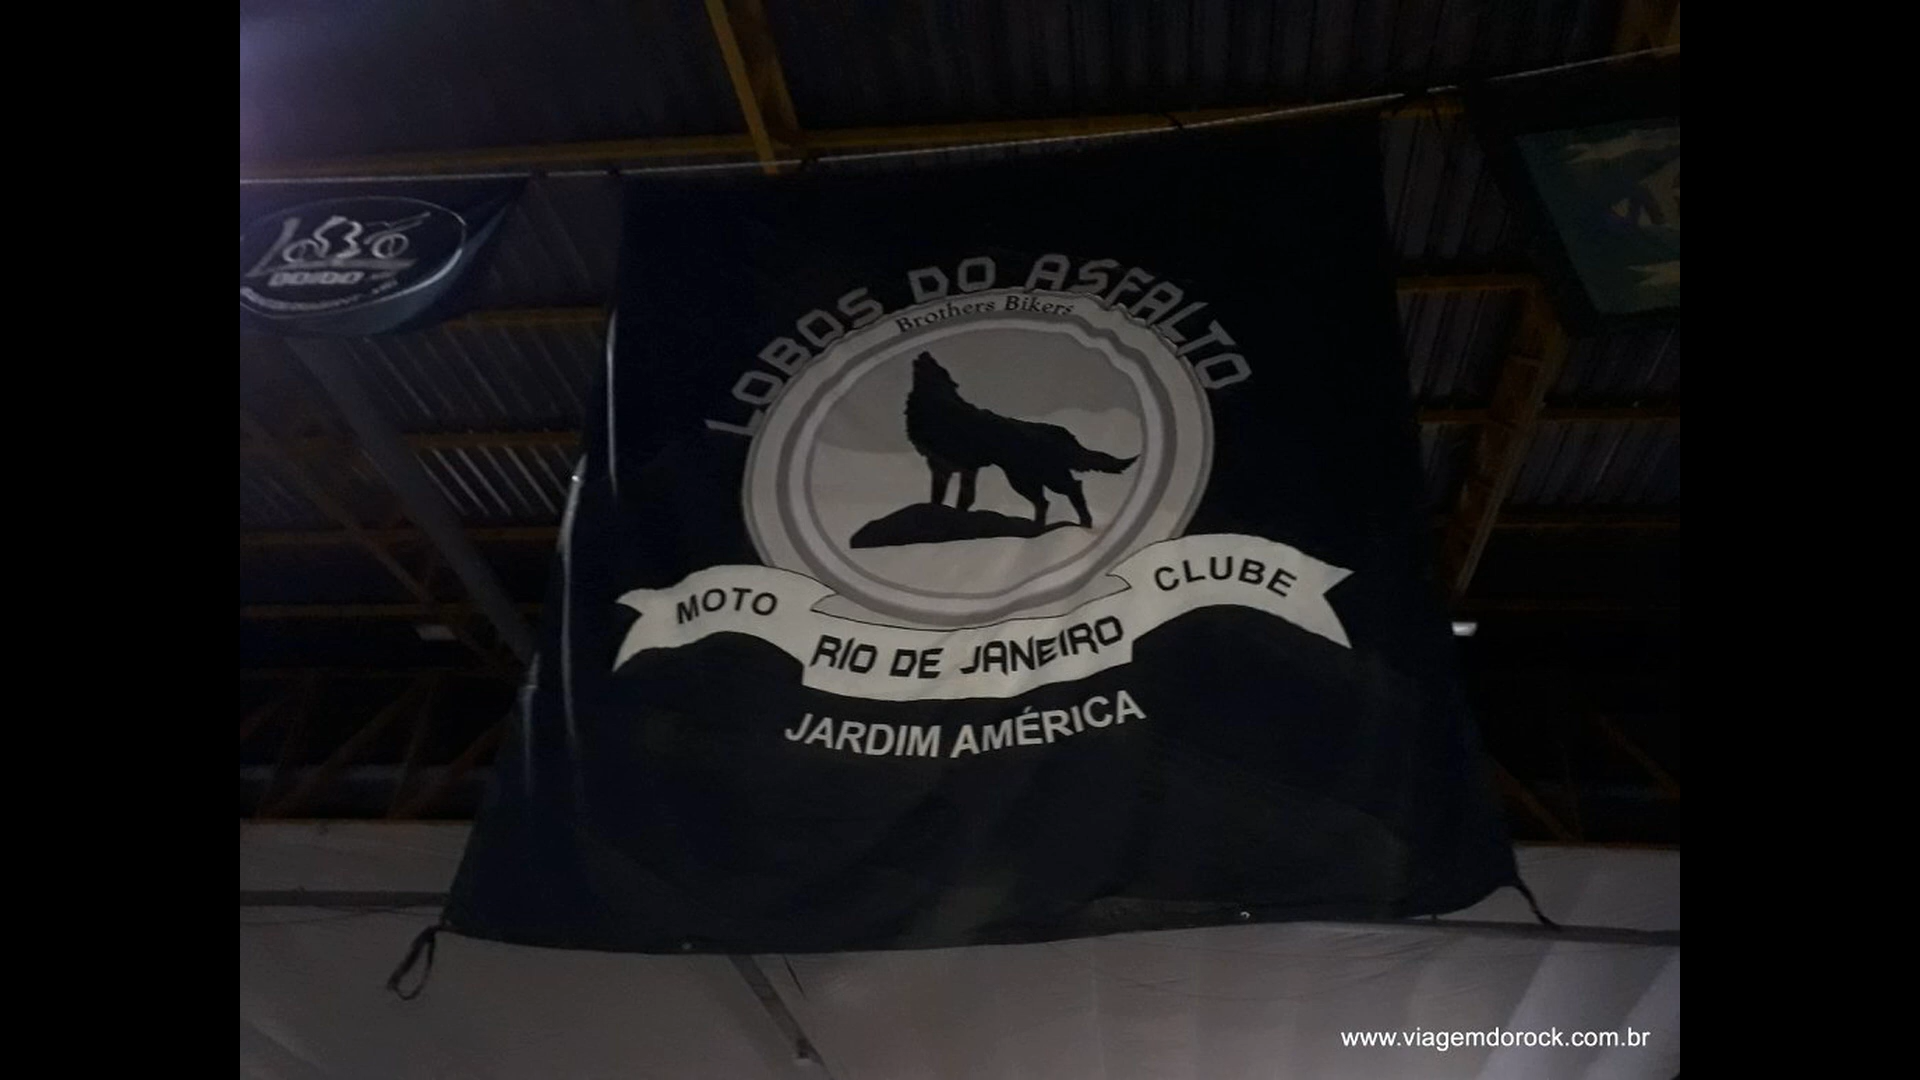 LOBOS DO ASFALTO
Brothers Bikers
MOTO CLUBE
RIO DE JANEIRO
JARDIM AMÉRICA
LOBO
DOIDO
www.viagemdorock.com.br